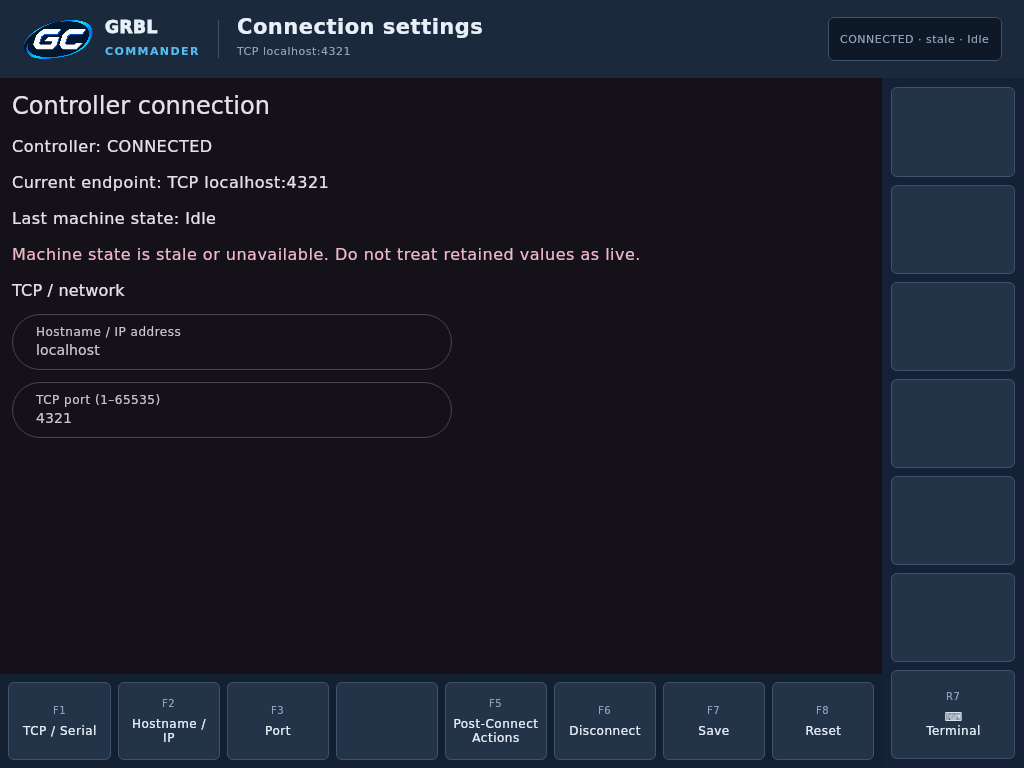 GC
GRBL
COMMANDER
Connection settings
TCP localhost:4321
CONNECTED · stale · Idle
Controller connection
Controller: CONNECTED
Current endpoint: TCP localhost:4321
Last machine state: Idle
Machine state is stale or unavailable. Do not treat retained values as live.
TCP / network
Hostname / IP address
localhost
TCP port (1–65535)
4321
F1
TCP / Serial
F2
Hostname /
IP
F3
Port
F5
Post-Connect
Actions
F6
Disconnect
F7
Save
F8
Reset
R7
⌨
Terminal